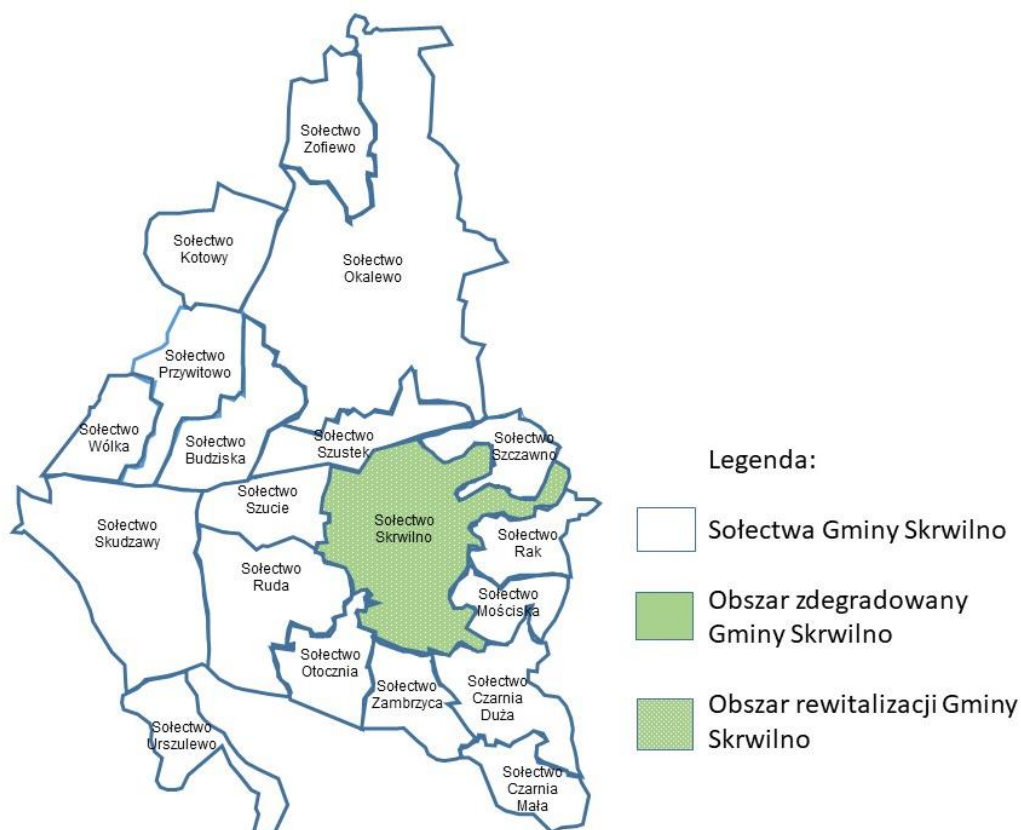 Sołectwo
Zofiewo
Sołectwo
Kotowy
Sołectwo
Okalewo
Sołectwo
Przywitowo
Sołectwo
Wólka
Sołectwo
Budziska
Sołectwo
Szustek
Sołectwo
Szczawno
Sołectwo
Szucie
Sołectwo
Skrwilno
Sołectwo
Skudzawy
Sołectwo
Rak
Sołectwo
Ruda
Sołectwo
Mościska
Sołectwo
Otocznia
Sołectwo
Zambrzyca
Sołectwo
Czarnia
Duża
Sołectwo
Urszulewo
Sołectwo
Czarnia
Mała
Legenda:
Sołectwa Gminy Skrwilno
Obszar zdegradowany
Gminy Skrwilno
Obszar rewitalizacji Gminy
Skrwilno